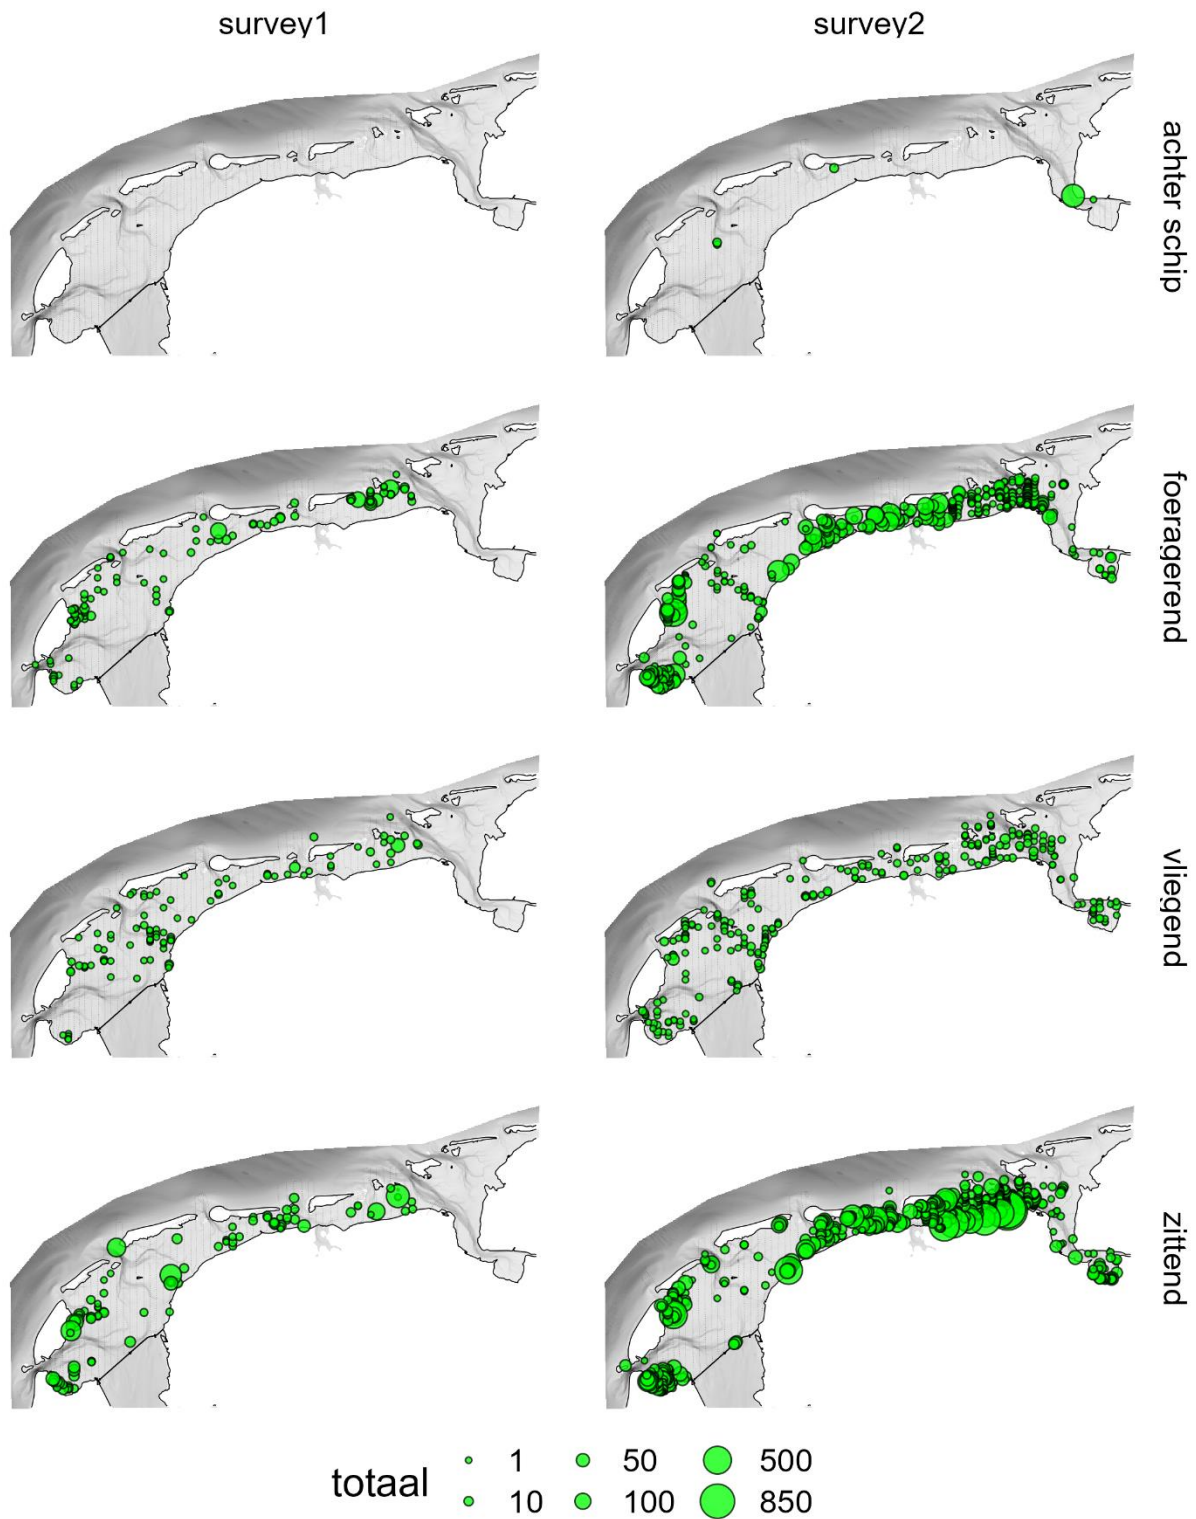 survey1
survey2
achter schip
foeragerend
vliegend
zittend
totaal
1
50
500
10
100
850